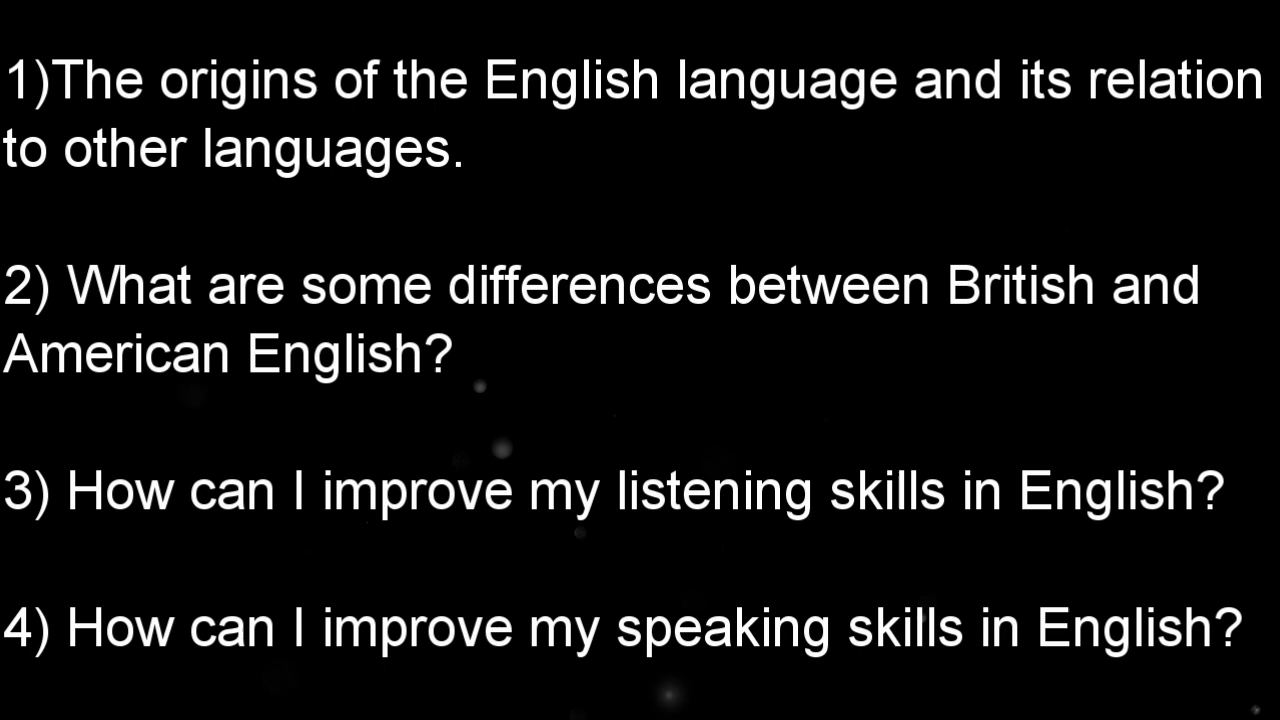 1)The origins of the English language and its relation
to other languages.
2) What are some differences between British and
American English?
3) How can I improve my listening skills in English?
4) How can I improve my speaking skills in English?